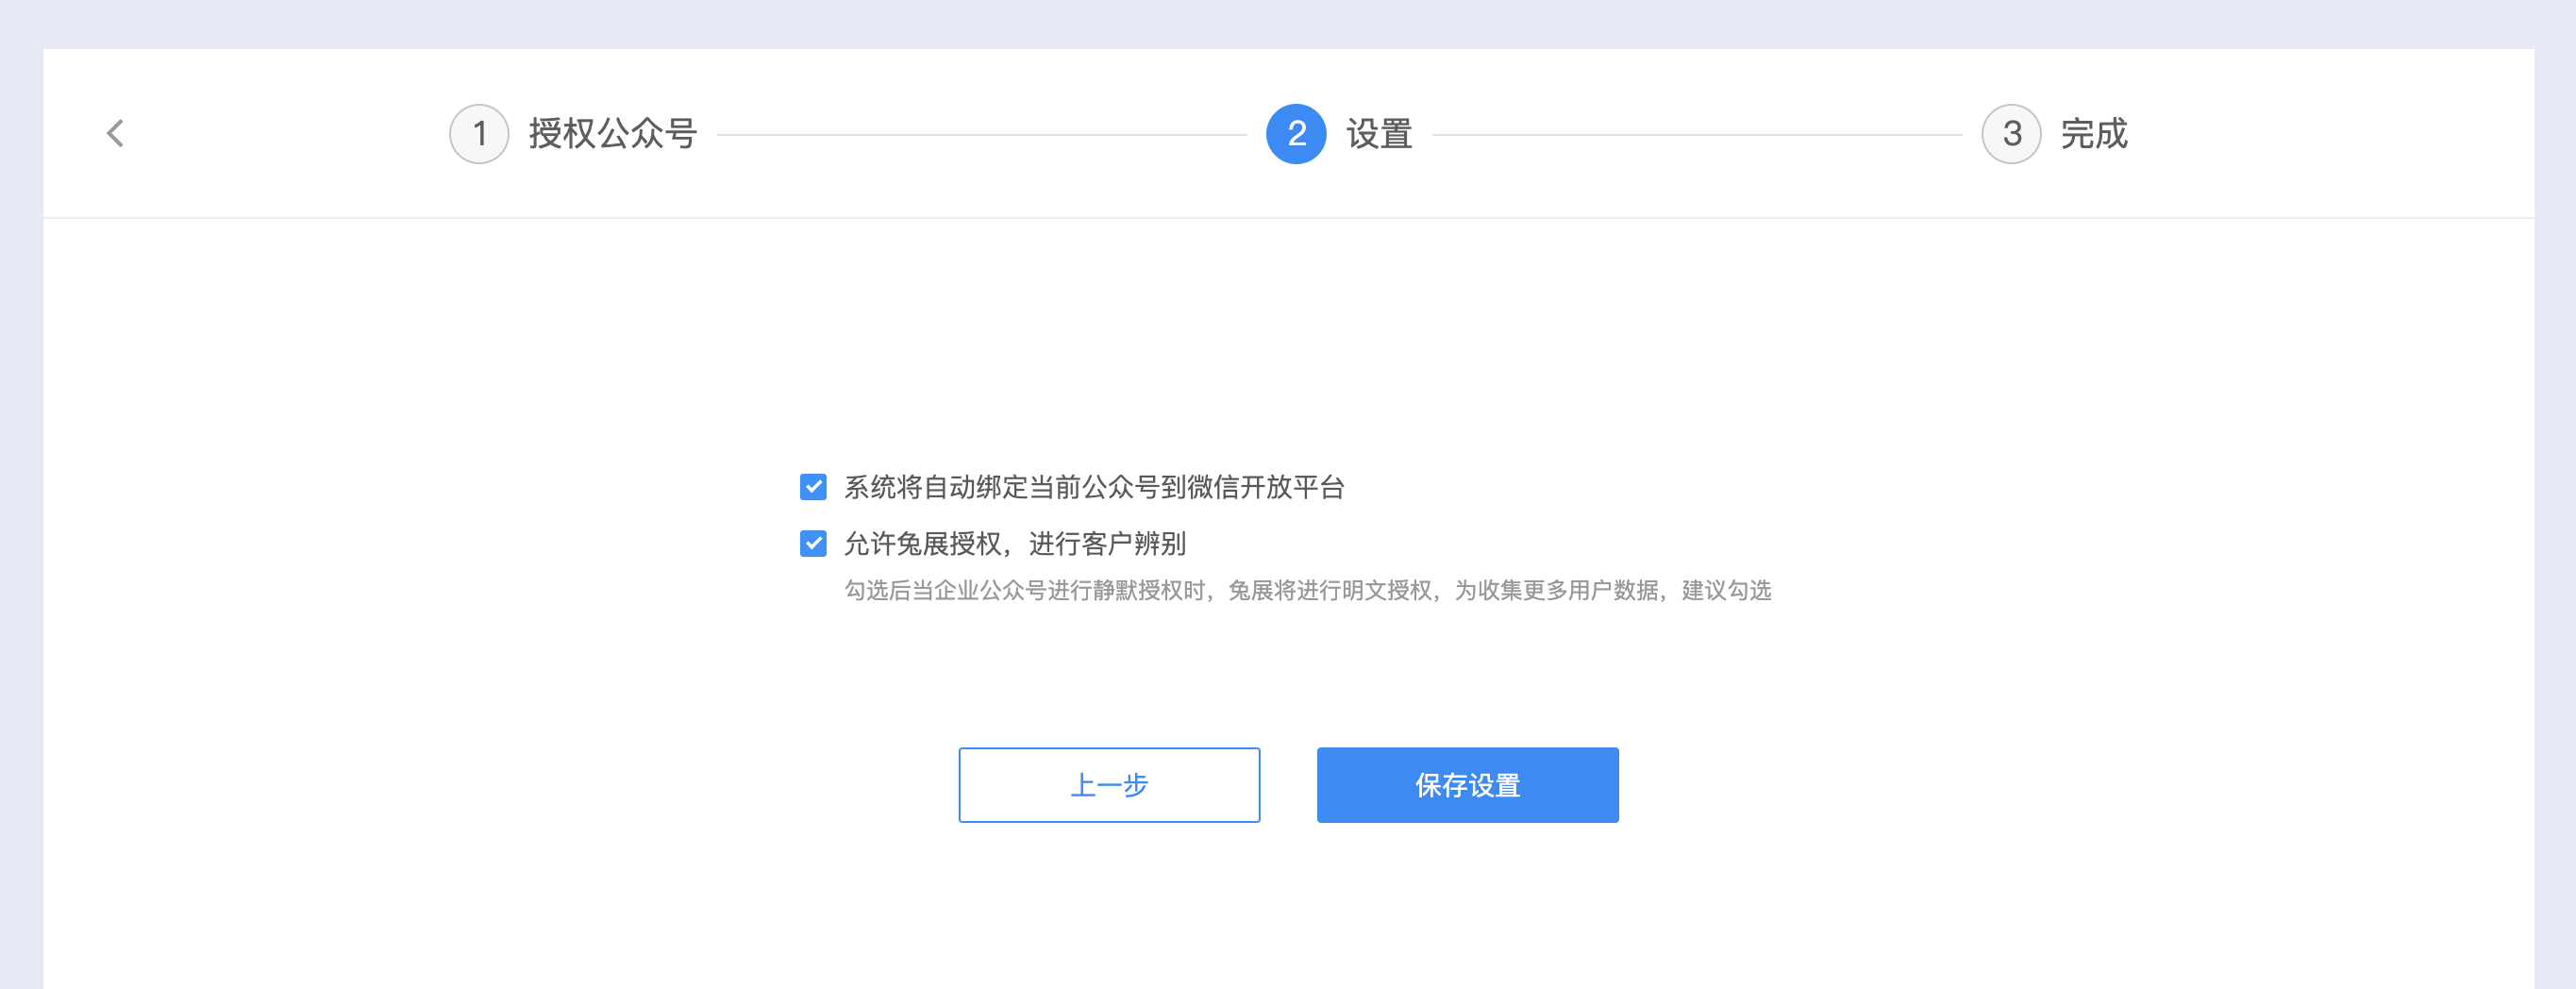 1 授权公众号 2 设置 3 完成
系统将自动绑定当前公众号到微信开放平台
允许兔展授权，进行客户辨别
勾选后当企业公众号进行静默授权时，兔展将进行明文授权，为收集更多用户数据，建议勾选
上一步 保存设置